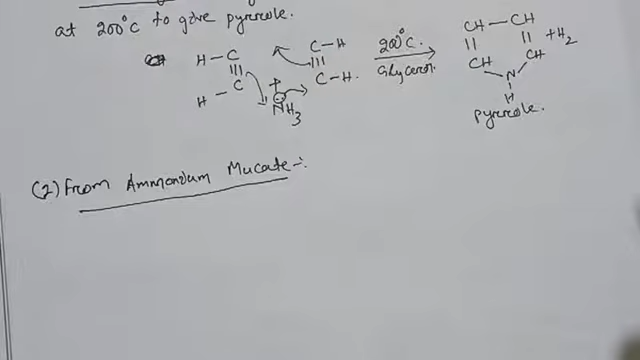 at 200°C to give pyrrole.
H-C C-H
||| |||
H-C + C-H
NH3
200°C.
Glycerol
CH-CH
|| || +H2
CH CH
N
H
pyrrole.
(2) From Ammonium Mucate-: